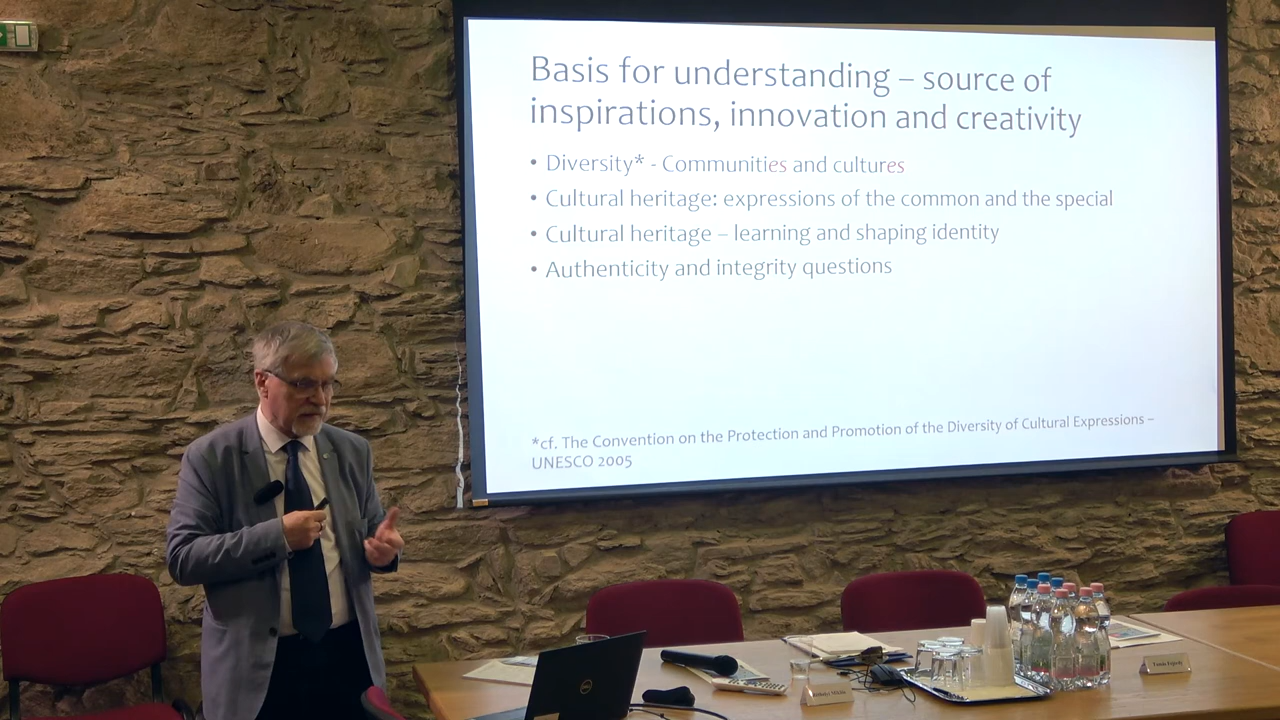 Basis for understanding – source of
inspirations, innovation and creativity
• Diversity* - Communities and cultures
• Cultural heritage: expressions of the common and the special
• Cultural heritage – learning and shaping identity
• Authenticity and integrity questions
*cf. The Convention on the Protection and Promotion of the Diversity of Cultural Expressions –
UNESCO 2005
DELL